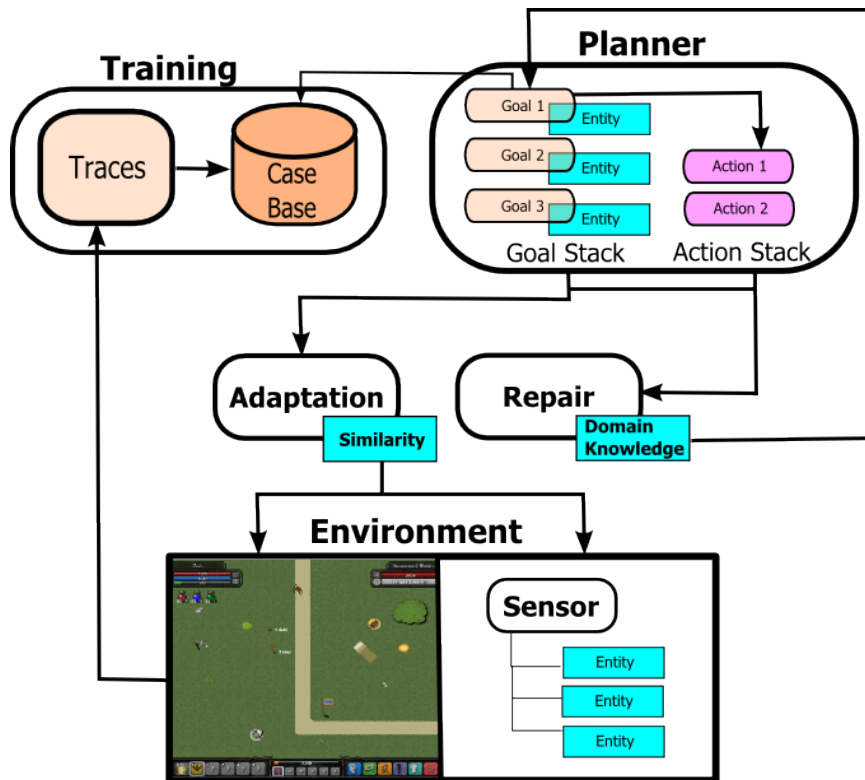 Training
Planner
Traces
Case
Base
Goal 1
Entity
Goal 2
Entity
Goal 3
Entity
Action 1
Action 2
Goal Stack
Action Stack
Adaptation
Similarity
Repair
Domain
Knowledge
Environment
Sensor
Entity
Entity
Entity